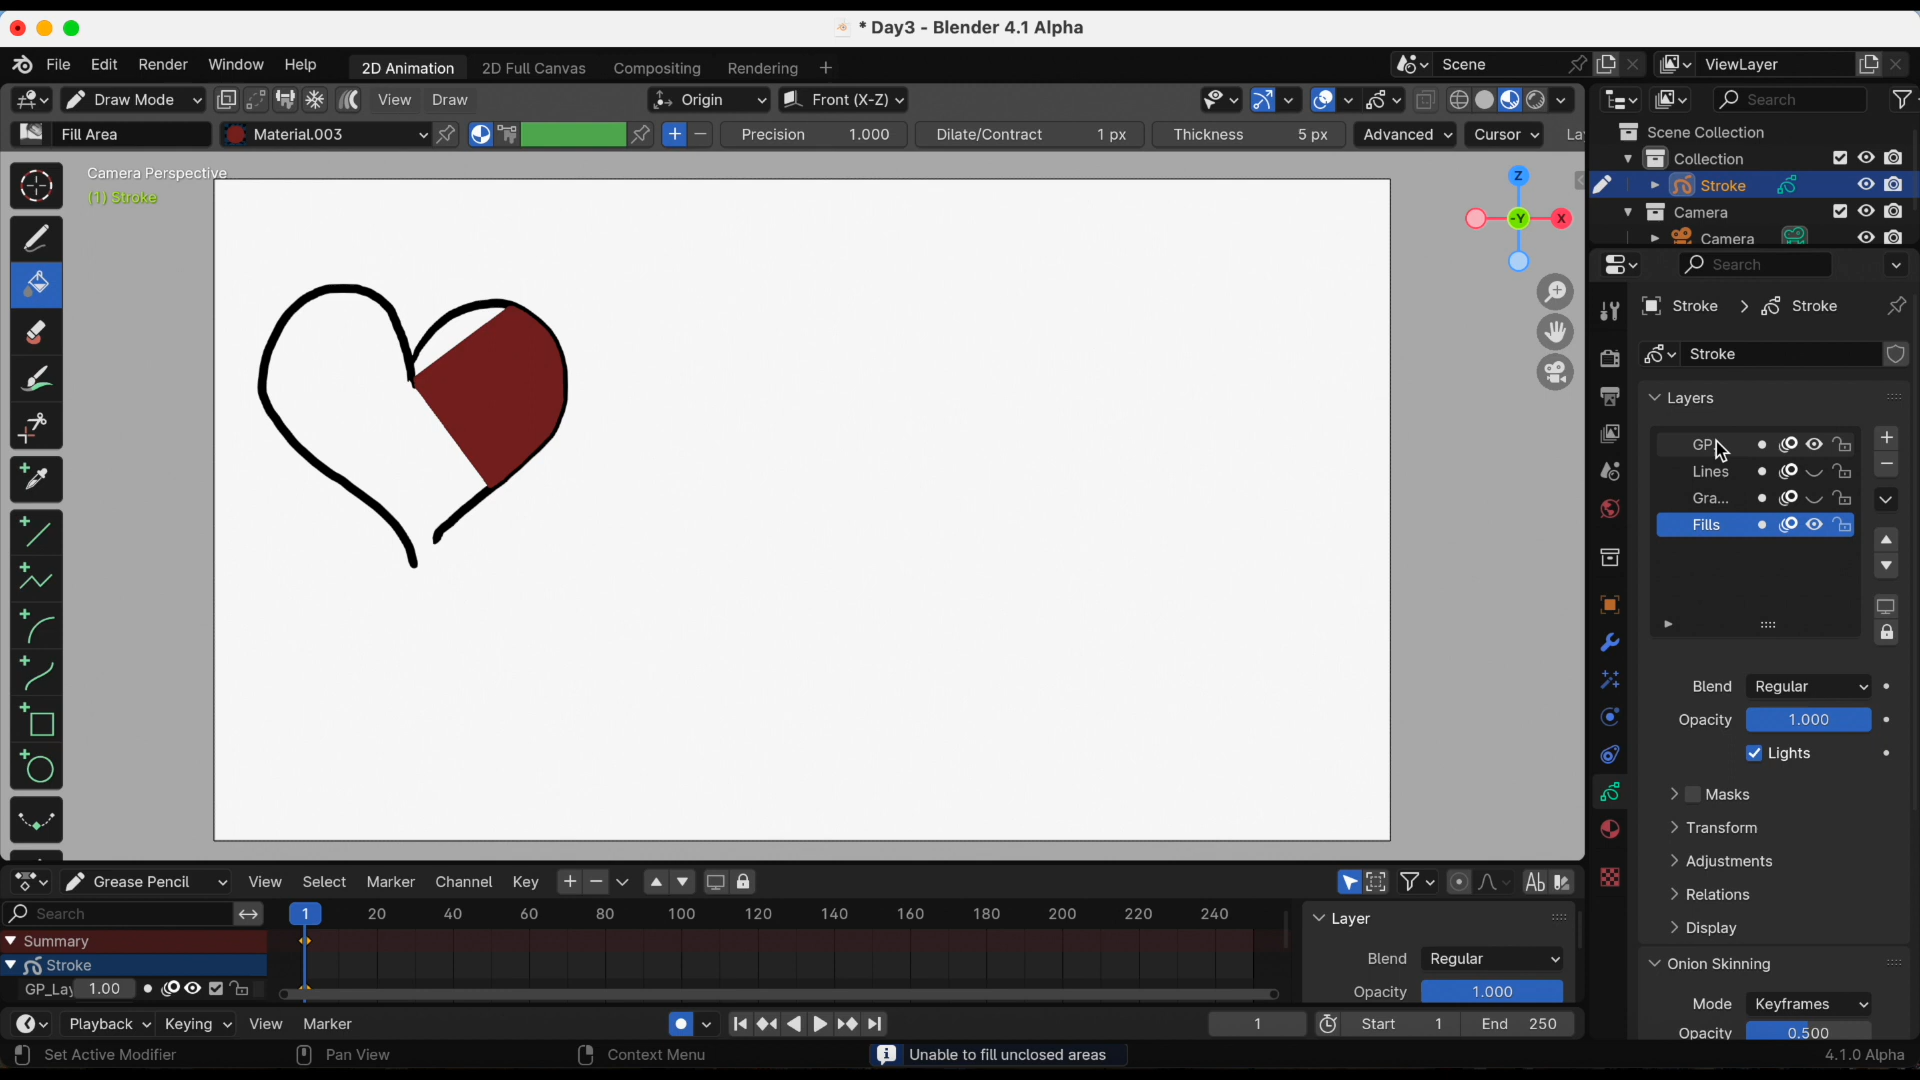 * Day3 - Blender 4.1 Alpha
File Edit Render Window Help 2D Animation 2D Full Canvas Compositing Rendering + Scene ViewLayer
Draw Mode View Draw Origin Front (X-Z) Search
Fill Area Material.003 Precision 1.000 Dilate/Contract 1 px Thickness 5 px Advanced Cursor La
Scene Collection
Collection
Stroke
Camera
Camera
Camera Perspective
(1) Stroke
Z
-Y
X
Search
Stroke > Stroke
Stroke
Layers
GP
Lines
Gra...
Fills
Blend Regular
Opacity 1.000
Lights
Masks
Transform
Adjustments
Relations
Display
Onion Skinning
Mode Keyframes
Opacity 0.500
Grease Pencil View Select Marker Channel Key
Search 1 20 40 60 80 100 120 140 160 180 200 220 240
Summary
Stroke
GP_Lay 1.00
Layer
Blend Regular
Opacity 1.000
Playback Keying View Marker 1 Start 1 End 250
Set Active Modifier Pan View Context Menu Unable to fill unclosed areas 4.1.0 Alpha